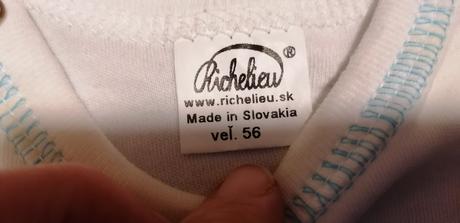 Richelieu®
www.richelieu.sk
Made in Slovakia
veľ. 56